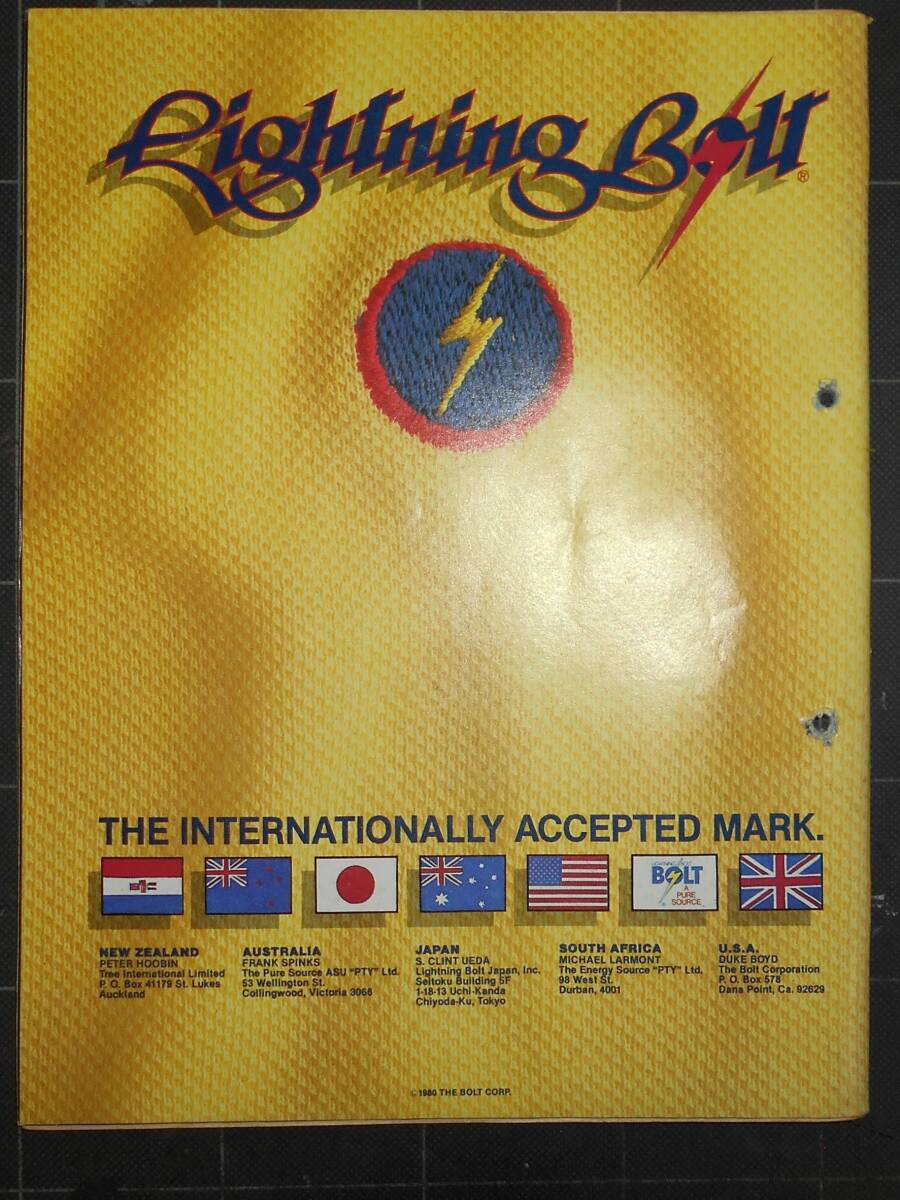 Lightning Bolt®
THE INTERNATIONALLY ACCEPTED MARK.
LIGHTNING BOLT
BOLT
A
PURE
SOURCE
NEW ZEALAND
PETER HOOBIN
Tree International Limited
P. O. Box 41179 St. Lukes
Auckland
AUSTRALIA
FRANK SPINKS
The Pure Source ASU "PTY" Ltd.
53 Wellington St.
Collingwood, Victoria 3066
JAPAN
S. CLINT UEDA
Lightning Bolt Japan, Inc.
Seitoku Building 5F
1-18-13 Uchi-Kanda
Chiyoda-Ku, Tokyo
SOUTH AFRICA
MICHAEL LARMONT
The Energy Source "PTY" Ltd.
98 West St.
Durban, 4001
U.S.A.
DUKE BOYD
The Bolt Corporation
P. O. Box 578
Dana Point, Ca. 92629
©1980 THE BOLT CORP.